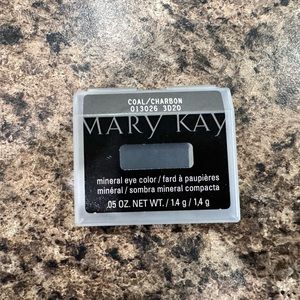 COAL/CHARBON
013026 3D20
MARY KAY
mineral eye color / fard à paupières
minéral / sombra mineral compacta
.05 OZ. NET WT. / 1.4 g / 1,4 g